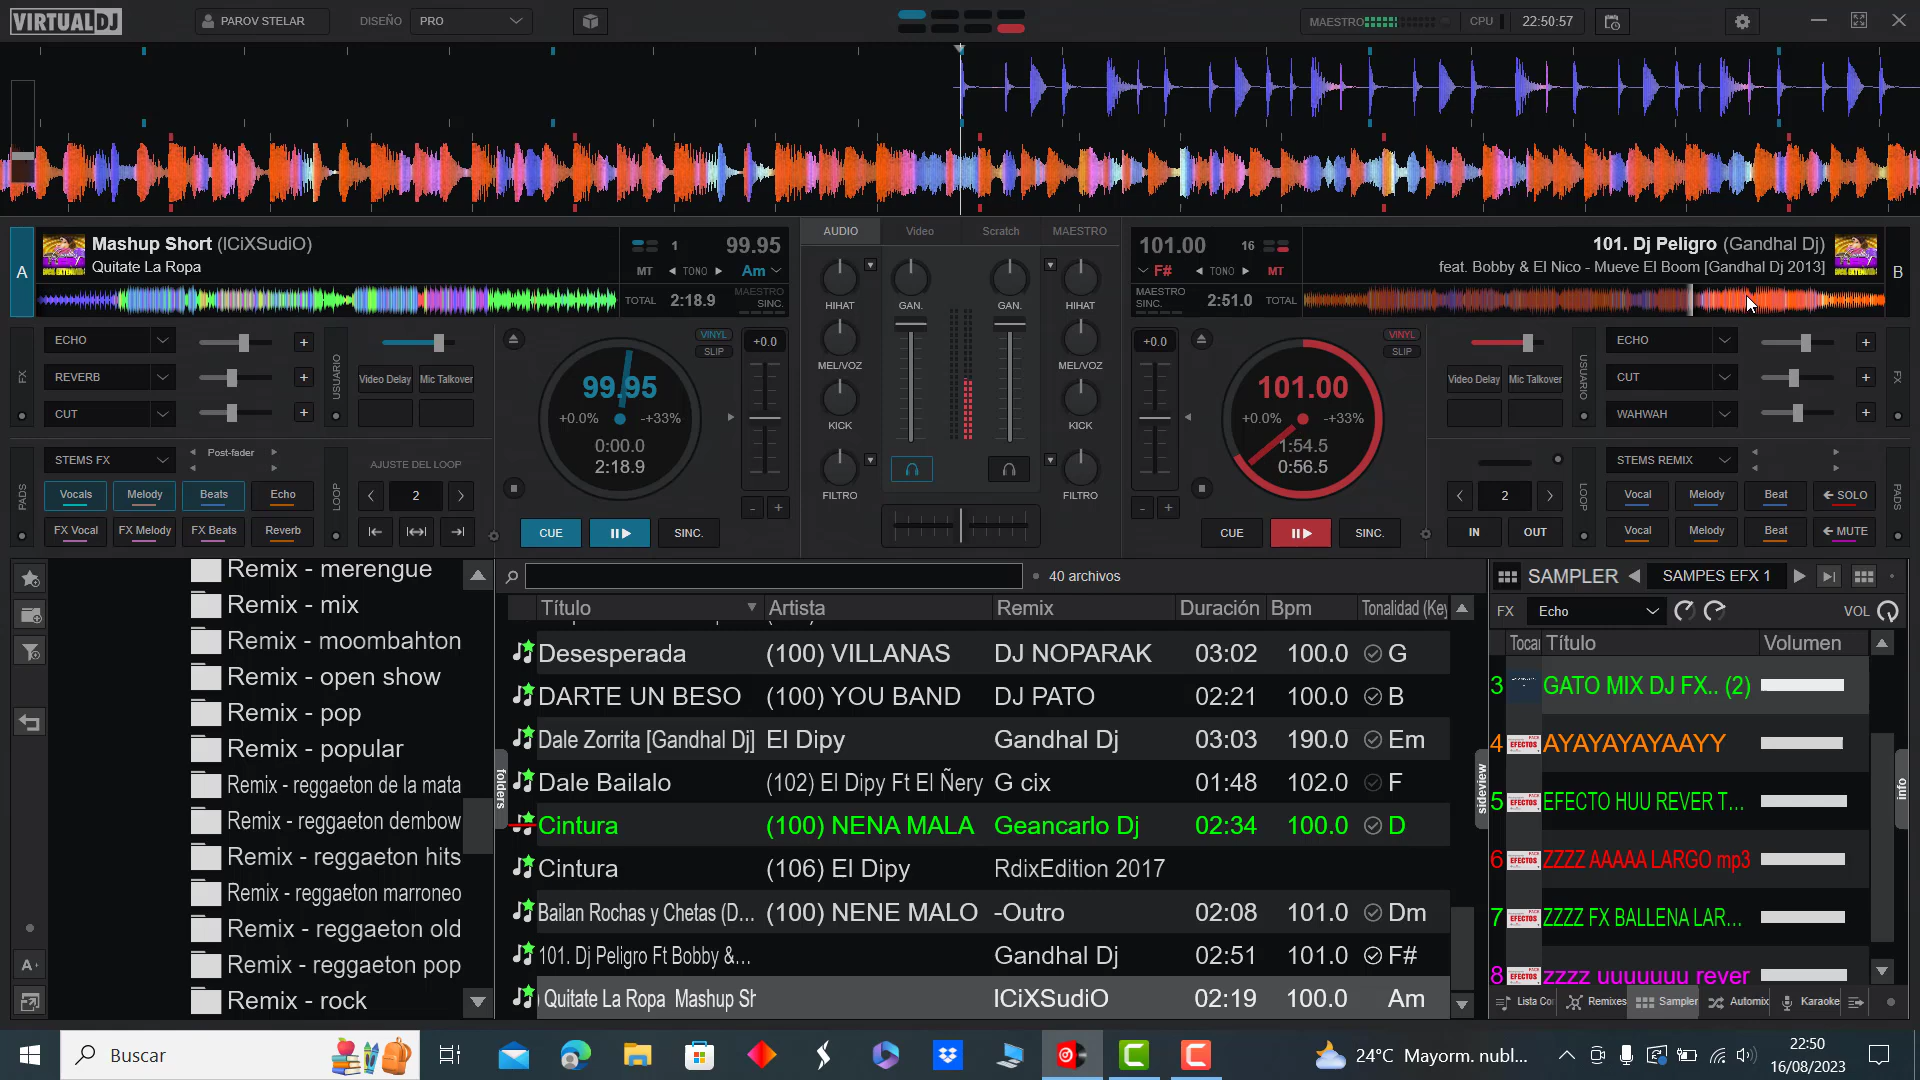 VIRTUALDJ
PAROV STELAR
DISEÑO
PRO
MAESTRO
CPU
22:50:57
A
Mashup Short (ICiXSudiO)
Quitate La Ropa
1
99.95
MT
TONO
Am
TOTAL
2:18.9
MAESTRO
SINC.
AUDIO
Video
Scratch
MAESTRO
101.00
16
F#
TONO
MT
MAESTRO
SINC.
2:51.0
TOTAL
101. Dj Peligro (Gandhal Dj)
feat. Bobby & El Nico - Mueve El Boom [Gandhal Dj 2013]
B
FX
ECHO
REVERB
CUT
USUARIO
Video Delay
Mic Talkover
VINYL
SLIP
99.95
+0.0%
-+33%
0:00.0
2:18.9
+0.0
HIHAT
MEL/VOZ
KICK
FILTRO
GAN.
GAN.
HIHAT
MEL/VOZ
KICK
FILTRO
+0.0
VINYL
SLIP
101.00
+0.0%
-+33%
1:54.5
0:56.5
Video Delay
Mic Talkover
USUARIO
ECHO
CUT
WAHWAH
FX
PADS
STEMS FX
Post-fader
Vocals
Melody
Beats
Echo
FX Vocal
FX Melody
FX Beats
Reverb
LOOP
AJUSTE DEL LOOP
2
CUE
SINC.
CUE
SINC.
2
IN
OUT
LOOP
STEMS REMIX
Vocal
Melody
Beat
SOLO
Vocal
Melody
Beat
MUTE
PADS
Remix - merengue
Remix - mix
Remix - moombahton
Remix - open show
Remix - pop
Remix - popular
Remix - reggaeton de la mata
Remix - reggaeton dembow
Remix - reggaeton hits
Remix - reggaeton marroneo
Remix - reggaeton old
Remix - reggaeton pop
Remix - rock
folders
40 archivos
Título Artista Remix Duración Bpm Tonalidad (Key
Desesperada (100) VILLANAS DJ NOPARAK 03:02 100.0 G
DARTE UN BESO (100) YOU BAND DJ PATO 02:21 100.0 B
Dale Zorrita [Gandhal Dj] El Dipy Gandhal Dj 03:03 190.0 Em
Dale Bailalo (102) El Dipy Ft El Ñery G cix 01:48 102.0 F
Cintura (100) NENA MALA Geancarlo Dj 02:34 100.0 D
Cintura (106) El Dipy RdixEdition 2017
Bailan Rochas y Chetas (D... (100) NENE MALO -Outro 02:08 101.0 Dm
101. Dj Peligro Ft Bobby &... Gandhal Dj 02:51 101.0 F#
Quitate La Ropa Mashup Sh ICiXSudiO 02:19 100.0 Am
sideview
SAMPLER
SAMPES EFX 1
FX
Echo
VOL
Tocar Título Volumen
3 GATO MIX DJ FX.. (2)
4 EFECTOS AYAYAYAYAAYY
5 EFECTOS EFECTO HUU REVER T...
6 EFECTOS ZZZZ AAAAA LARGO mp3
7 EFECTOS ZZZZ FX BALLENA LAR...
8 EFECTOS zzzz uuuuuuu rever
info
Lista Co
Remixes
Sampler
Automix
Karaoke
Buscar
24°C Mayorm. nubl...
22:50
16/08/2023